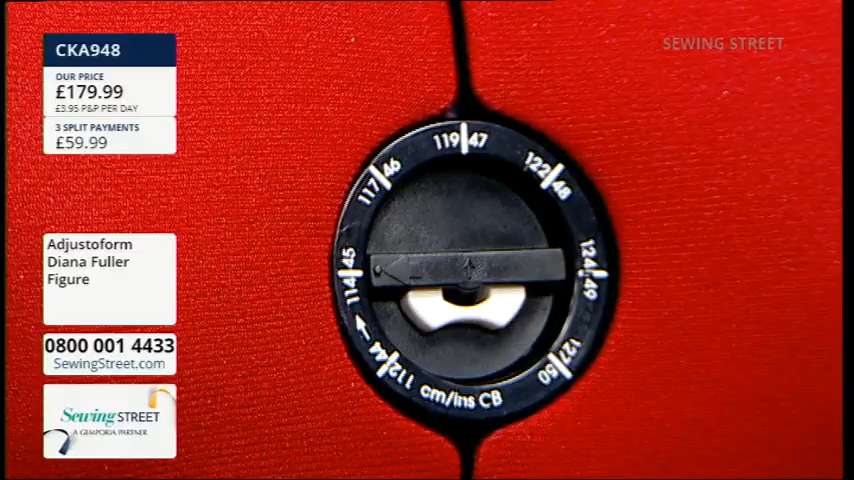 CKA948
OUR PRICE
£179.99
£3.95 P&P PER DAY
3 SPLIT PAYMENTS
£59.99
Adjustoform
Diana Fuller
Figure
0800 001 4433
SewingStreet.com
Sewing STREET
A GEMPORIA PARTNER
SEWING STREET
119 47
117 46
122 48
114 45
124 49
112 44
127 50
cm/ins CB